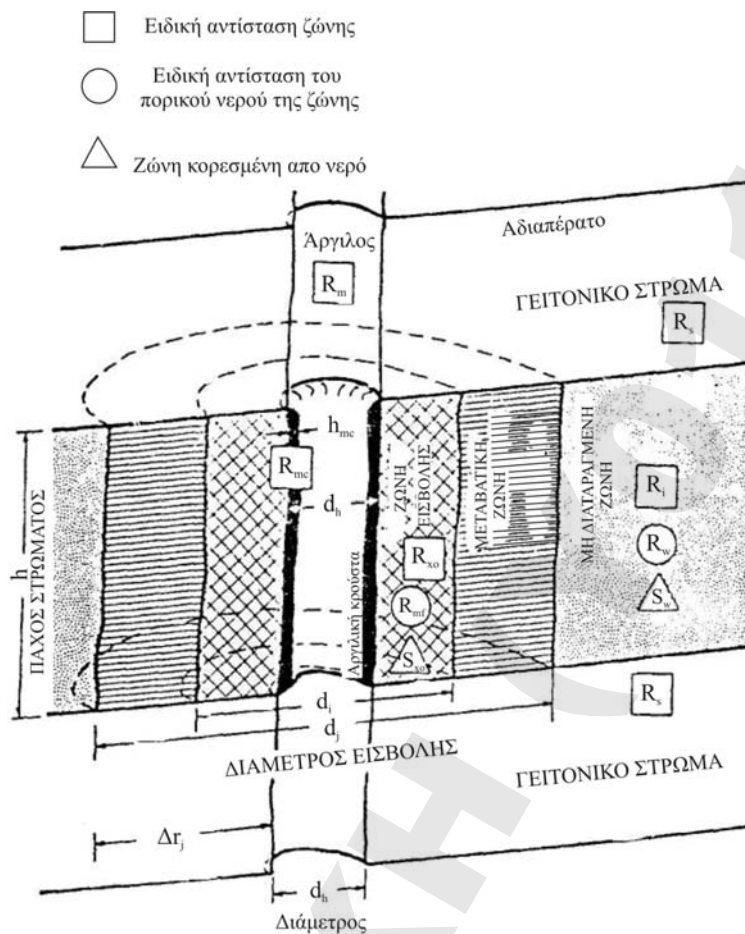 Ειδική αντίσταση ζώνης
Ειδική αντίσταση του
πορικού νερού της ζώνης
Ζώνη κορεσμένη απο νερό
Άργιλος
Αδιαπέρατο
R_m
ΓΕΙΤΟΝΙΚΟ ΣΤΡΩΜΑ
R_s
h_mc
R_mc
d_h
ΠΑΧΟΣ ΣΤΡΩΜΑΤΟΣ
h
Αργιλική κρούστα
ΖΩΝΗ
ΕΙΣΒΟΛΗΣ
ΜΕΤΑΒΑΤΙΚΗ
ΖΩΝΗ
ΜΗ ΔΙΑΤΑΡΑΓΜΕΝΗ
ΖΩΝΗ
R_xo
R_mf
S_xo
R_i
R_w
S_w
R_s
d_i
d_j
ΔΙΑΜΕΤΡΟΣ ΕΙΣΒΟΛΗΣ
ΓΕΙΤΟΝΙΚΟ ΣΤΡΩΜΑ
Δr_j
d_h
Διάμετρος